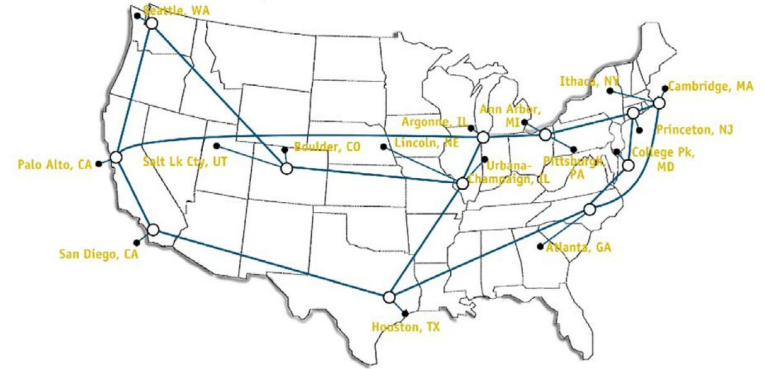 Seattle, WA
Ithaca, NY
Cambridge, MA
Ann Arbor,
MI
Argonne, IL
Princeton, NJ
Boulder, CO
Lincoln, NE
Palo Alto, CA
Salt Lk Cty, UT
Urbana-
Champaign, IL
Pittsburgh,
PA
College Pk,
MD
San Diego, CA
Atlanta, GA
Houston, TX